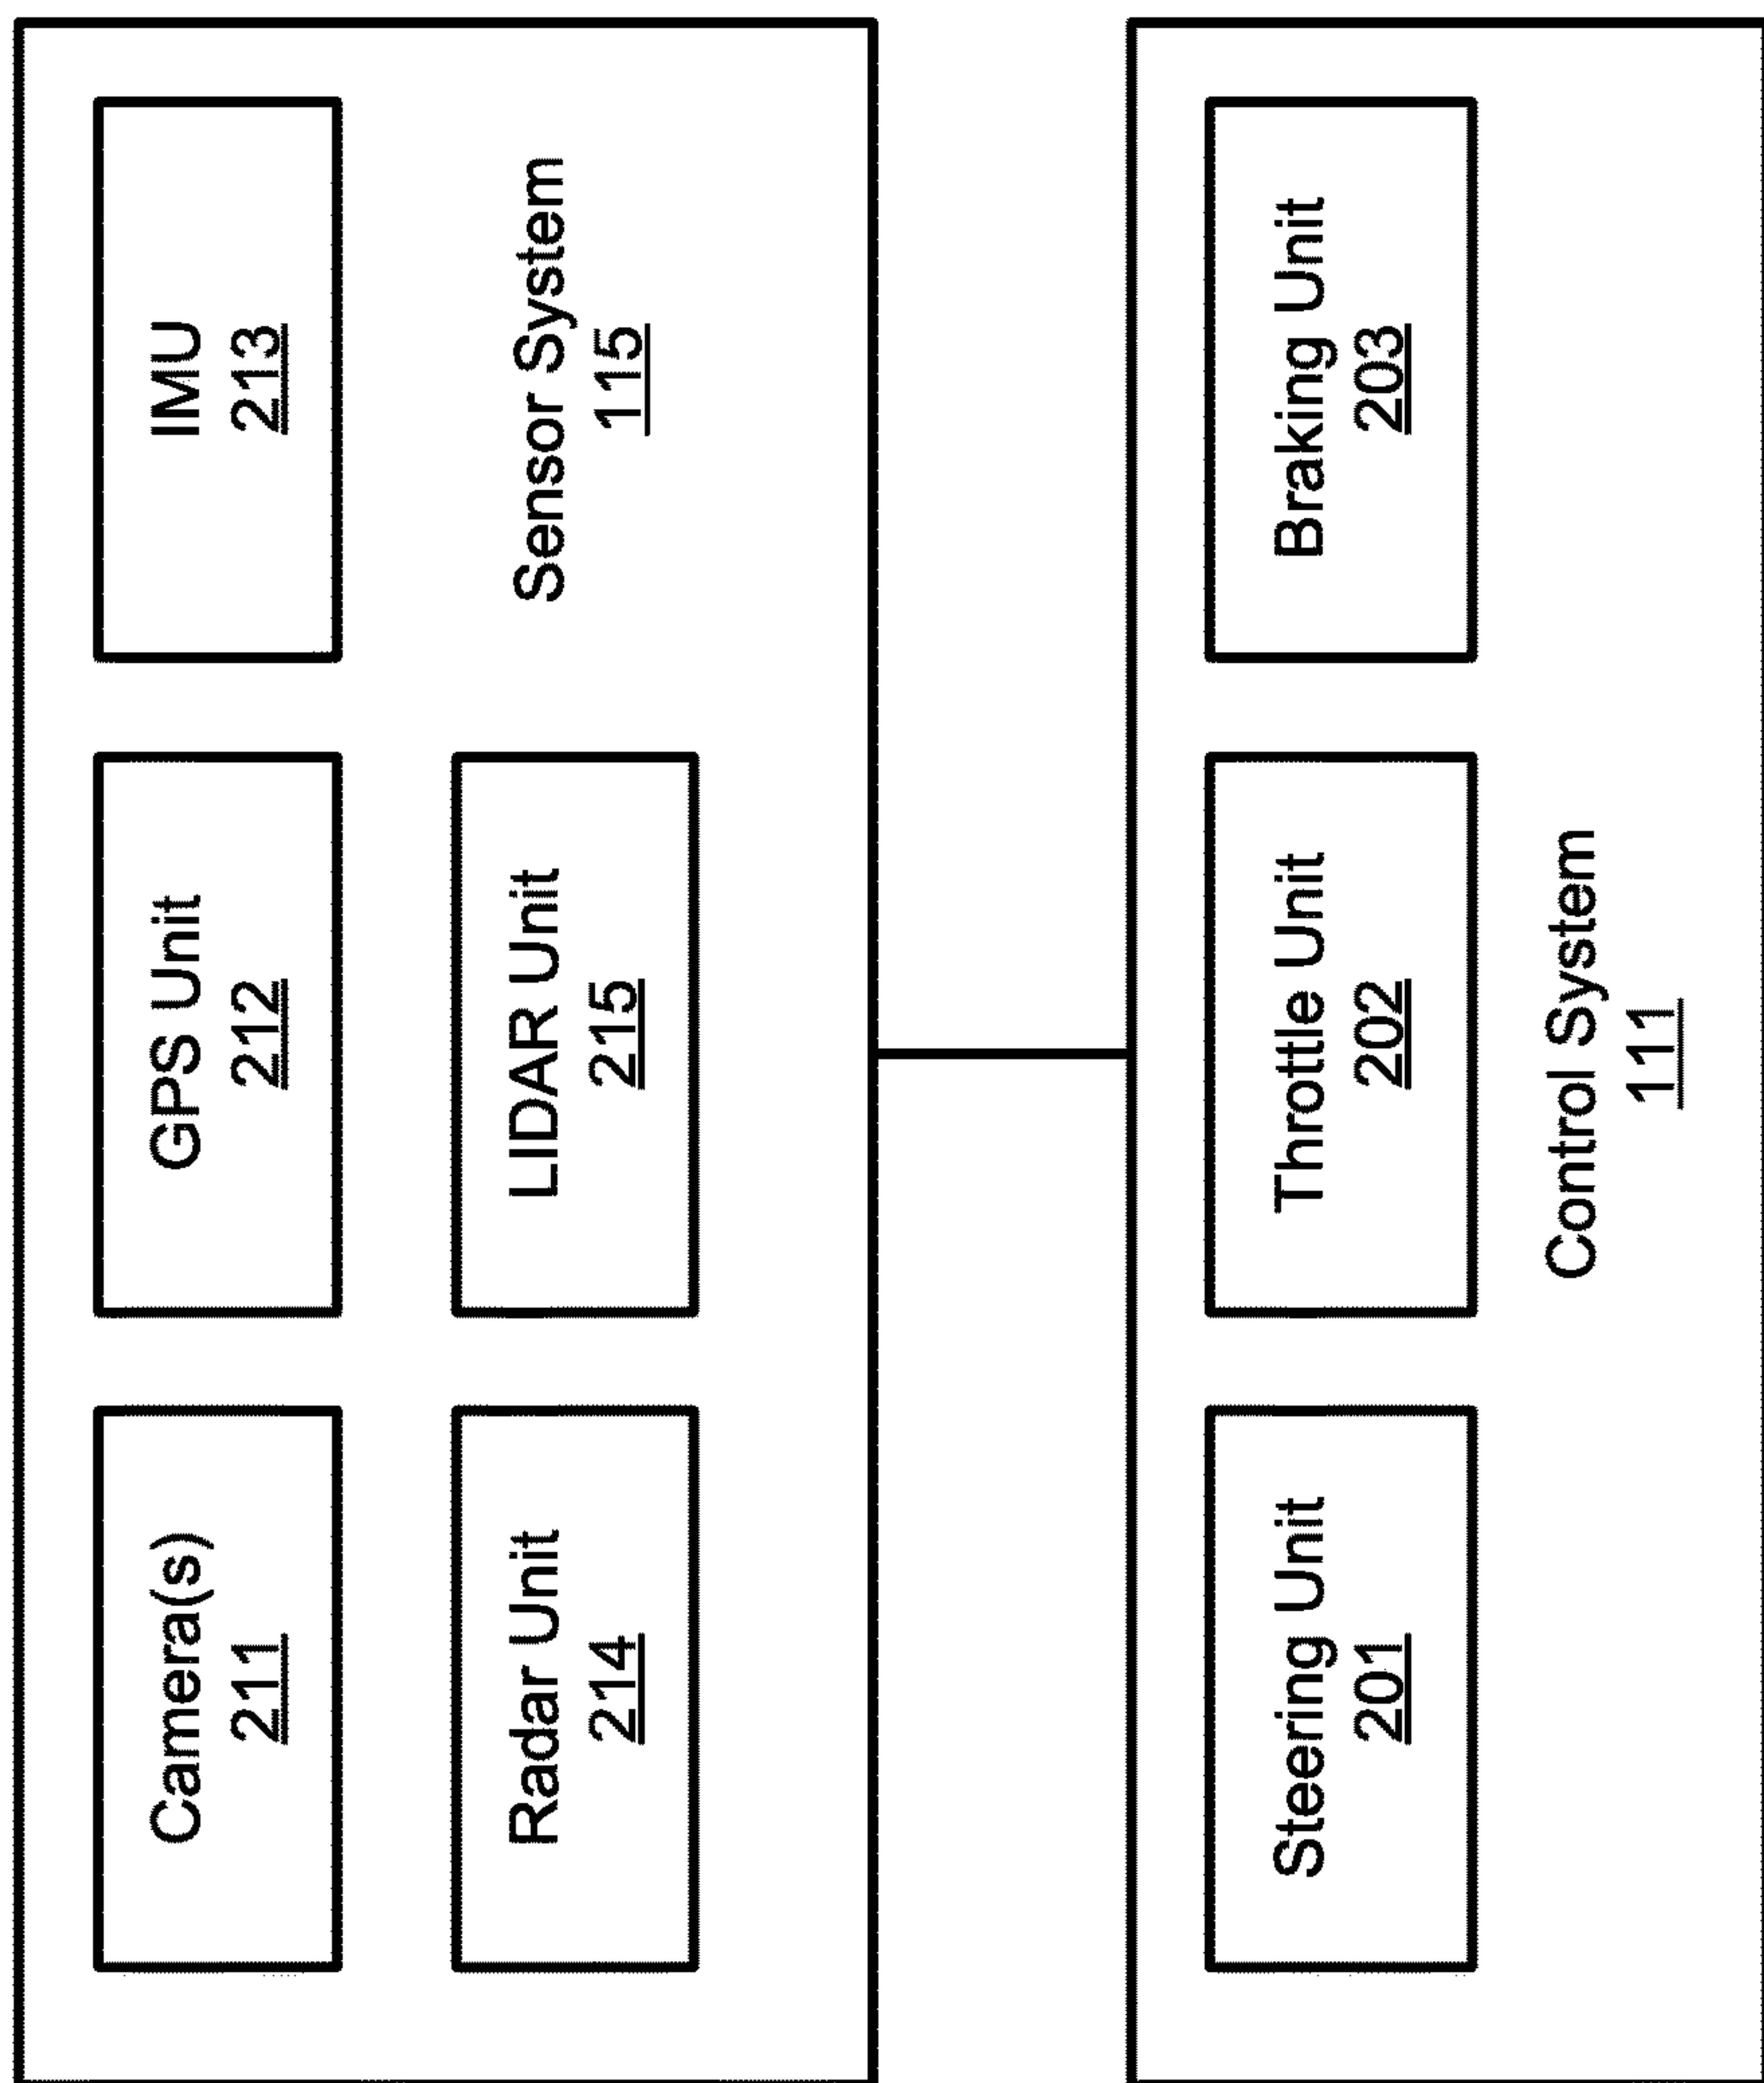 Camera(s)
211
GPS Unit
212
IMU
213
Radar Unit
214
LIDAR Unit
215
Sensor System
115
Steering Unit
201
Throttle Unit
202
Braking Unit
203
Control System
111